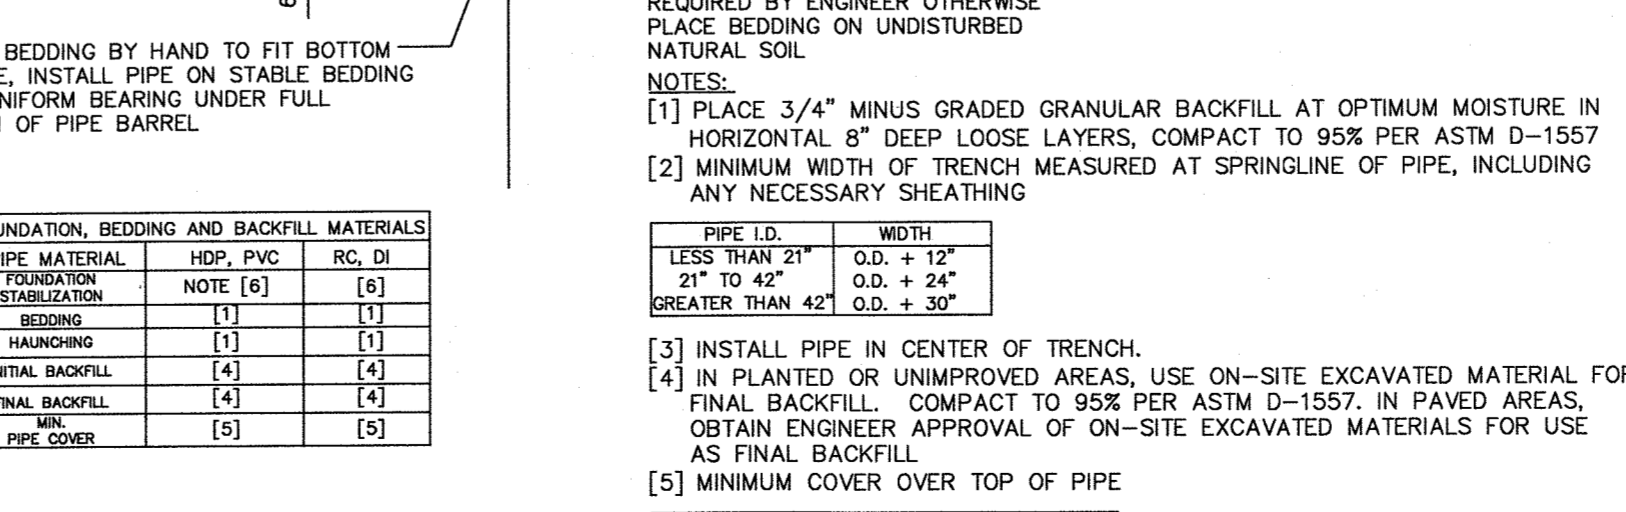 BEDDING BY HAND TO FIT BOTTOM
INSTALL PIPE ON STABLE BEDDING
BEARING UNDER FULL
OF PIPE BARREL
BEDDING AND BACKFILL MATERIALS
MATERIAL HDP, PVC RC, DI
FOUNDATION STABILIZATION NOTE [6] [6]
BEDDING [1] [1]
HAUNCHING [1] [1]
BACKFILL [4] [4]
BACKFILL [4] [4]
MIN.
PIPE COVER [5] [5]
REQUIRED BY ENGINEER OTHERWISE
PLACE BEDDING ON UNDISTURBED
NATURAL SOIL
NOTES:
[1] PLACE 3/4" MINUS GRADED GRANULAR BACKFILL AT OPTIMUM MOISTURE IN
HORIZONTAL 8" DEEP LOOSE LAYERS, COMPACT TO 95% PER ASTM D-1557
[2] MINIMUM WIDTH OF TRENCH MEASURED AT SPRINGLINE OF PIPE, INCLUDING
ANY NECESSARY SHEATHING
PIPE I.D. WIDTH
LESS THAN 21" O.D. + 12"
21" TO 42" O.D. + 24"
GREATER THAN 42" O.D. + 30"
[3] INSTALL PIPE IN CENTER OF TRENCH.
[4] IN PLANTED OR UNIMPROVED AREAS, USE ON-SITE EXCAVATED MATERIAL FOR
FINAL BACKFILL. COMPACT TO 95% PER ASTM D-1557. IN PAVED AREAS,
OBTAIN ENGINEER APPROVAL OF ON-SITE EXCAVATED MATERIALS FOR USE
AS FINAL BACKFILL
[5] MINIMUM COVER OVER TOP OF PIPE